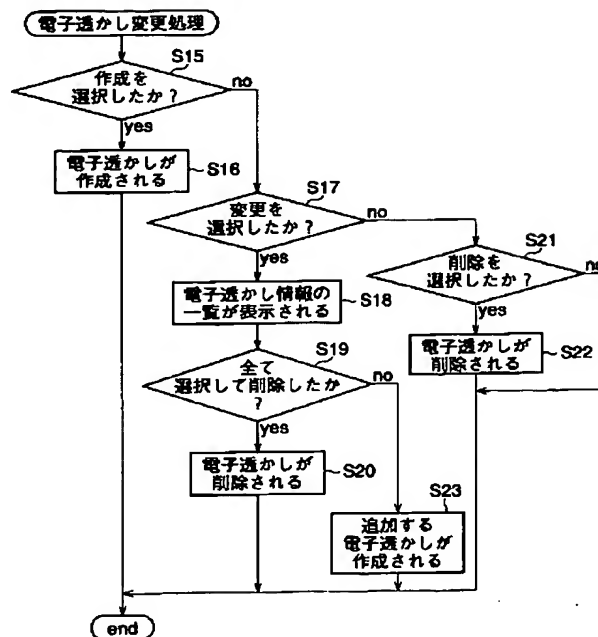 電子透かし変更処理
S15
作成を
選択したか？
no
yes
電子透かしが
作成される
S16
S17
変更を
選択したか？
no
yes
S21
削除を
選択したか？
no
yes
電子透かし情報の
一覧が表示される
S18
電子透かしが
削除される
S22
S19
全て
選択して削除したか
？
no
yes
電子透かしが
削除される
S20
S23
追加する
電子透かしが
作成される
end